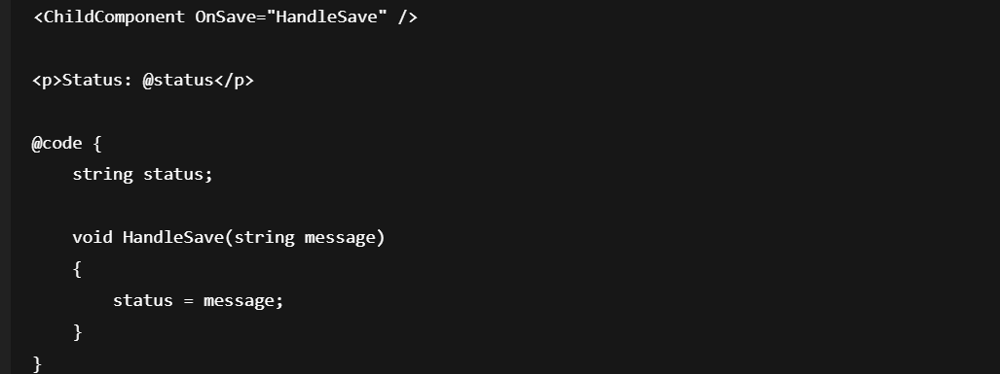 <ChildComponent OnSave="HandleSave" />
<p>Status: @status</p>
@code {
    string status;
    void HandleSave(string message)
    {
        status = message;
    }
}